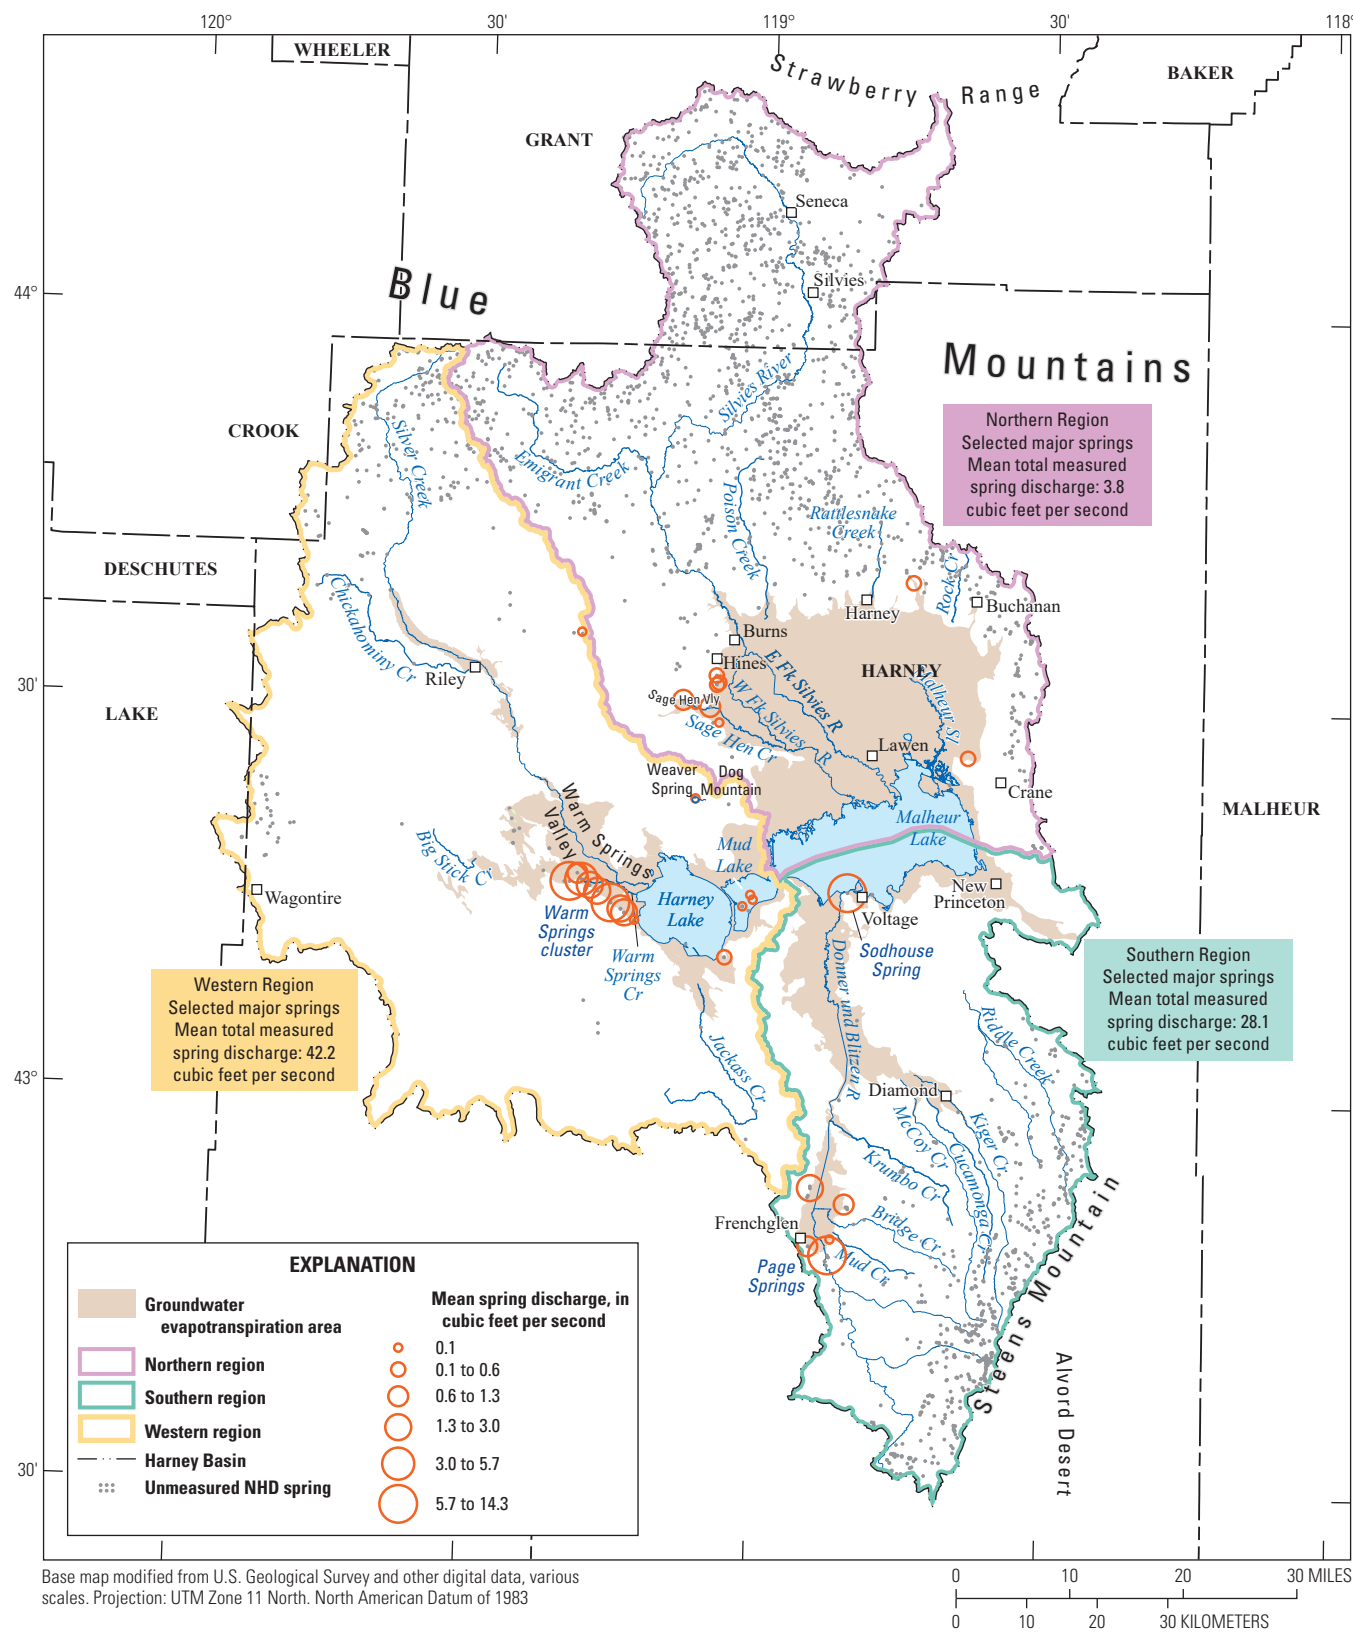 120°
30'
119°
30'
118°
WHEELER
BAKER
Strawberry Range
GRANT
Seneca
Silvies
44°
Blue
Mountains
Silvies River
Northern Region
Selected major springs
Mean total measured
spring discharge: 3.8
cubic feet per second
CROOK
Silver Creek
Emigrant Creek
Poison Creek
Rattlesnake
Creek
Rock Cr
DESCHUTES
Chickahominy Cr
Harney
Buchanan
Burns
Hines
E Fk Silvies R
HARNEY
Malheur Sl
Riley
30'
Sage Hen Vly
W Fk Silvies R
LAKE
Sage Hen Cr
Lawen
Weaver
Spring
Dog
Mountain
Crane
Warm Springs
Valley
Malheur
Lake
MALHEUR
Mud
Lake
Big Stick Cr
Wagontire
Harney
Lake
New
Princeton
Voltage
Warm
Springs
cluster
Warm
Springs
Cr
Sodhouse
Spring
Donner und Blitzen R
Western Region
Selected major springs
Mean total measured
spring discharge: 42.2
cubic feet per second
Southern Region
Selected major springs
Mean total measured
spring discharge: 28.1
cubic feet per second
Riddle Creek
Jackass Cr
43°
Diamond
Kiger Cr
McCoy Cr
Cucamonga Cr
Krumbo Cr
Bridge Cr
Frenchglen
Mud Cr
Page
Springs
Steens Mountain
Alvord Desert
30'
EXPLANATION
Groundwater
evapotranspiration area
Northern region
Southern region
Western region
Harney Basin
Unmeasured NHD spring
Mean spring discharge, in
cubic feet per second
0.1
0.1 to 0.6
0.6 to 1.3
1.3 to 3.0
3.0 to 5.7
5.7 to 14.3
Base map modified from U.S. Geological Survey and other digital data, various
scales. Projection: UTM Zone 11 North. North American Datum of 1983
0 10 20 30 MILES
0 10 20 30 KILOMETERS